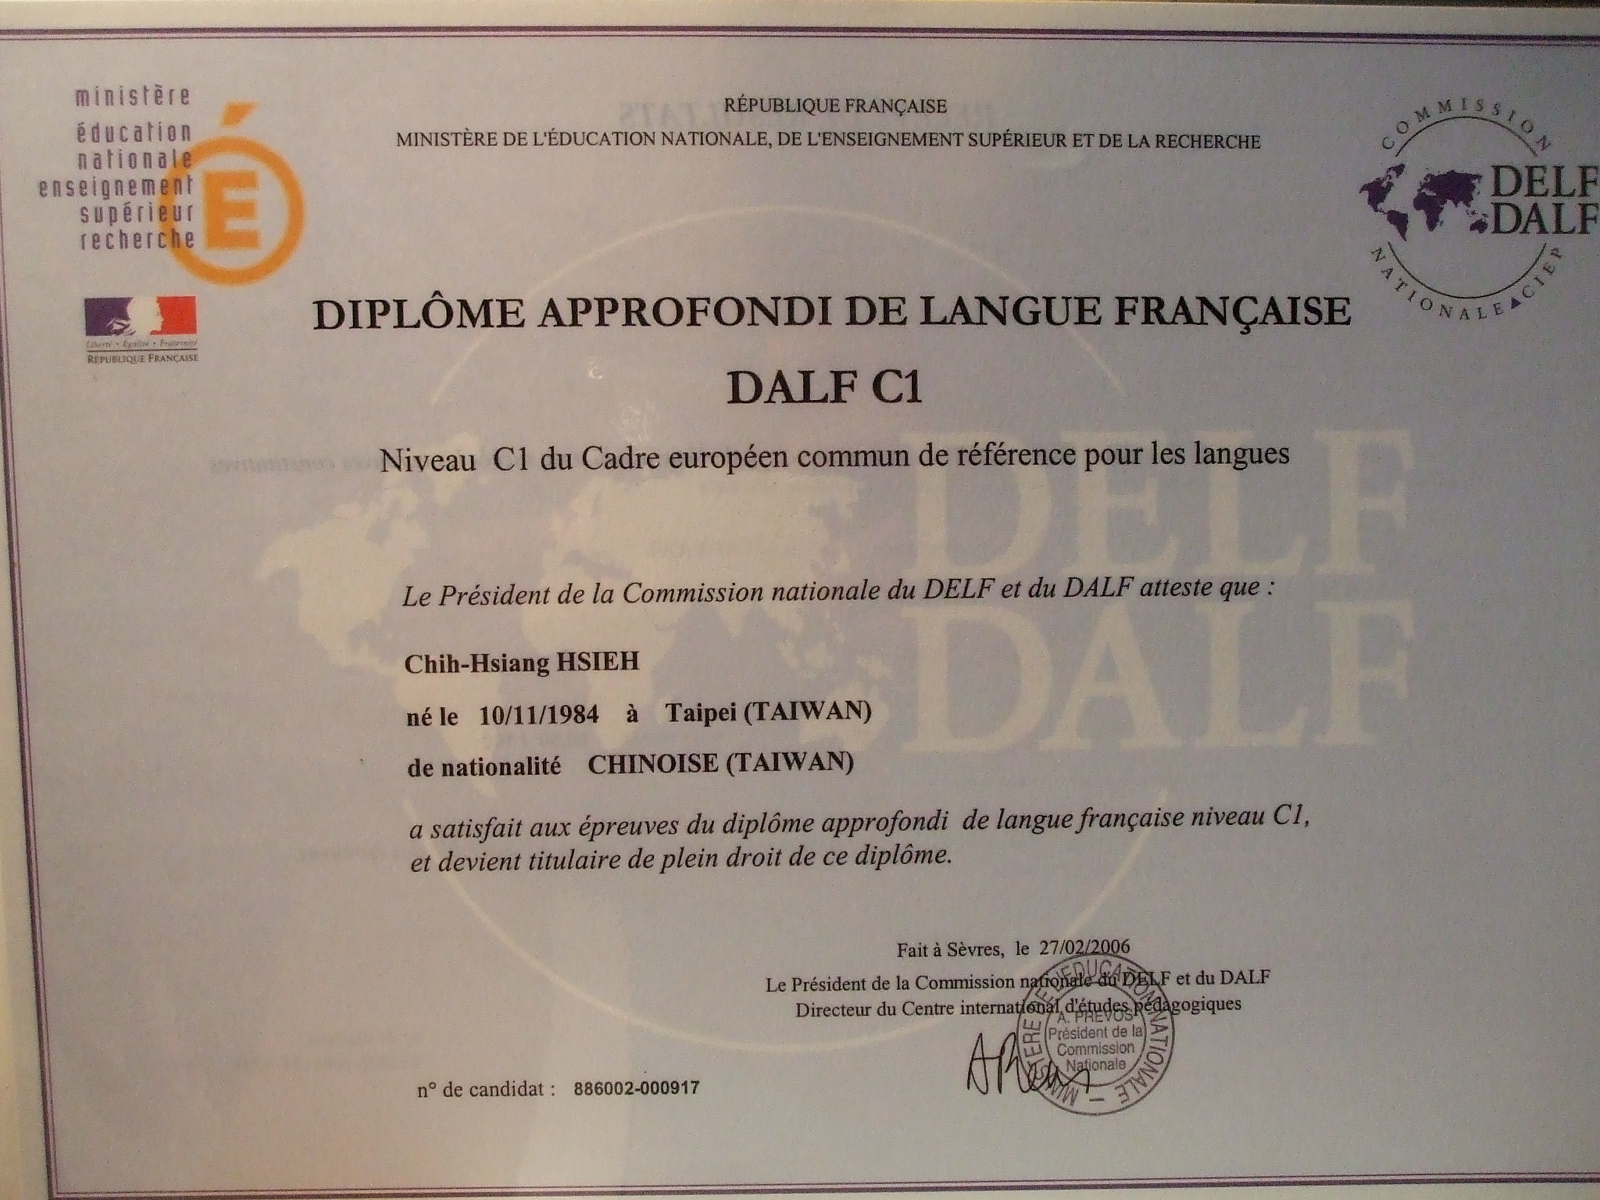 ministère
éducation
nationale
enseignement
supérieur
recherche
É
Liberté • Égalité • Fraternité
RÉPUBLIQUE FRANÇAISE
RÉPUBLIQUE FRANÇAISE
MINISTÈRE DE L'ÉDUCATION NATIONALE, DE L'ENSEIGNEMENT SUPÉRIEUR ET DE LA RECHERCHE
COMMISSION
DELF
DALF
NATIONALE CIEP
DIPLÔME APPROFONDI DE LANGUE FRANÇAISE
DALF C1
Niveau C1 du Cadre européen commun de référence pour les langues
DELF
DALF
Le Président de la Commission nationale du DELF et du DALF atteste que :
Chih-Hsiang HSIEH
né le 10/11/1984 à Taipei (TAIWAN)
de nationalité CHINOISE (TAIWAN)
a satisfait aux épreuves du diplôme approfondi de langue française niveau C1,
et devient titulaire de plein droit de ce diplôme.
Fait à Sèvres, le 27/02/2006
Le Président de la Commission nationale du DELF et du DALF
Directeur du Centre international d'études pédagogiques
MINISTERE DE L'EDUCATION NATIONALE –
A. PREVOS
Président de la
Commission
Nationale
n° de candidat : 886002-000917